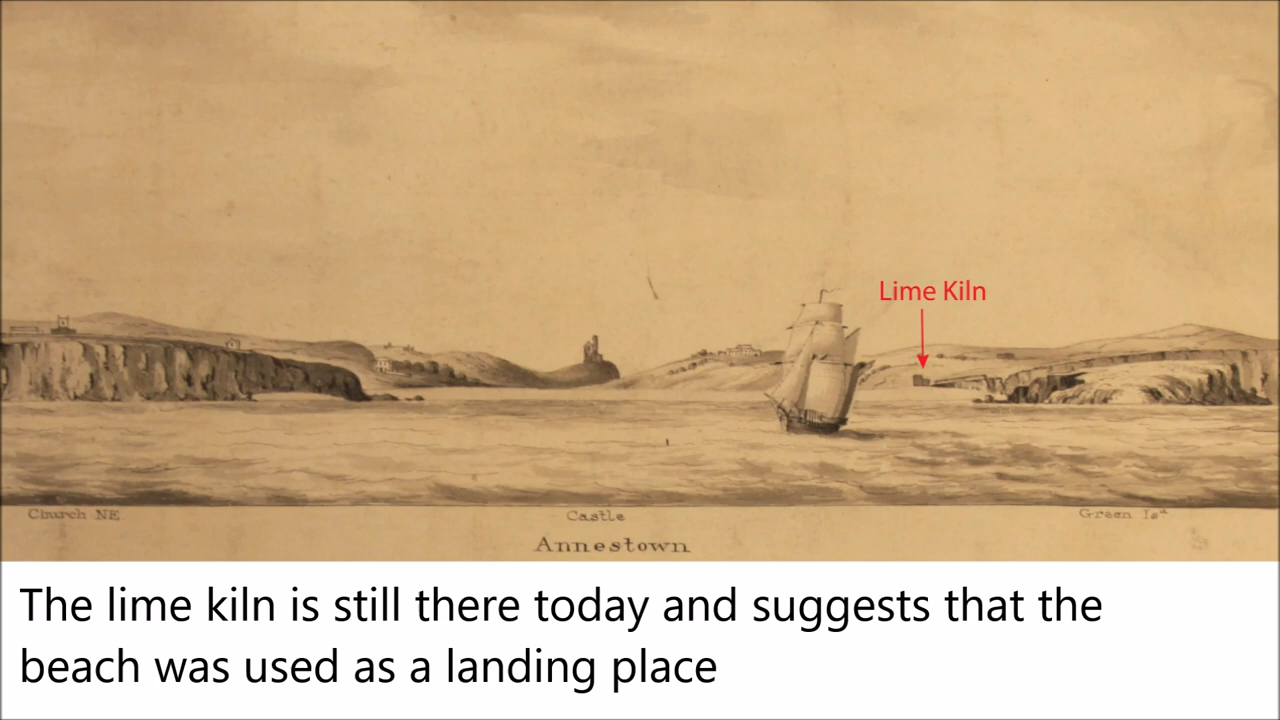 Lime Kiln
Church NE
Castle
Green Isd
Annestown
The lime kiln is still there today and suggests that the
beach was used as a landing place